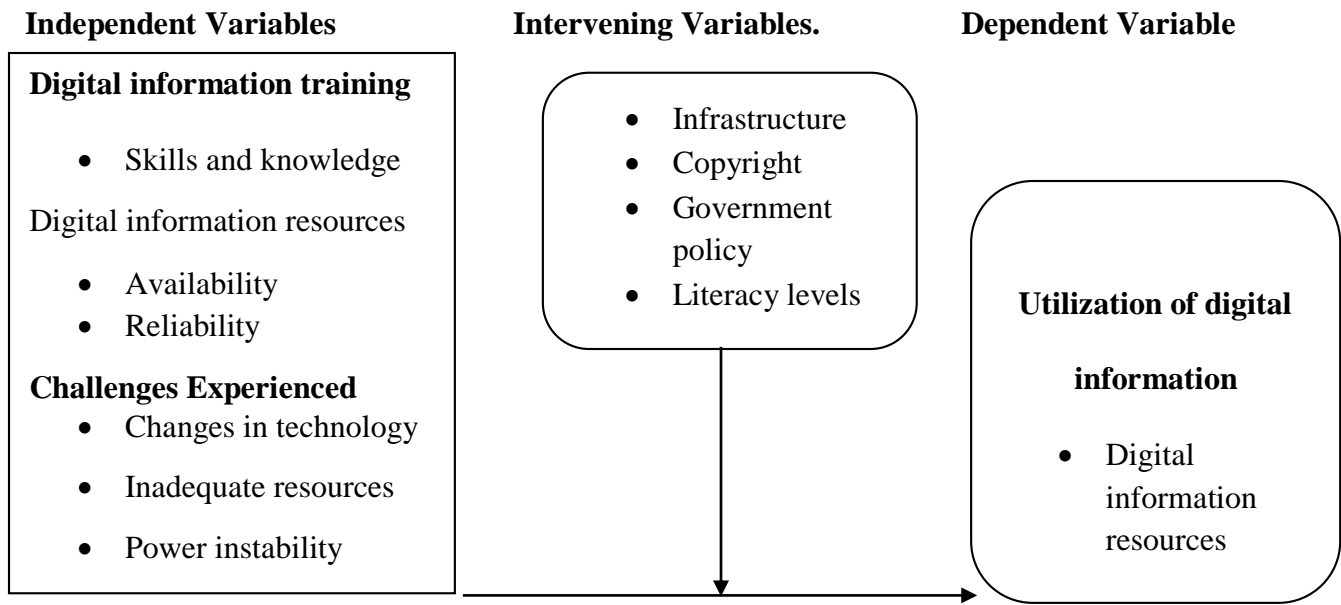 Independent Variables
Intervening Variables.
Dependent Variable
Digital information training
• Skills and knowledge
Digital information resources
• Availability
• Reliability
Challenges Experienced
• Changes in technology
• Inadequate resources
• Power instability
• Infrastructure
• Copyright
• Government
policy
• Literacy levels
Utilization of digital
information
• Digital
information
resources